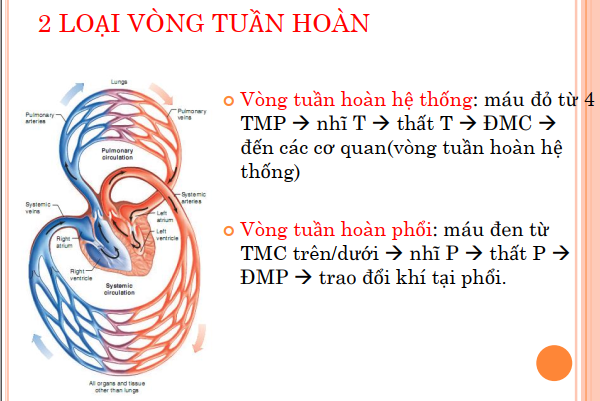 2 LOẠI VÒNG TUẦN HOÀN
Lungs
Pulmonary
arteries
Pulmonary
veins
Pulmonary
circulation
Systemic
veins
Systemic
arteries
Left
atrium
Left
ventricle
Right
atrium
Right
ventricle
Systemic
circulation
All organs and tissue
other than lungs
Vòng tuần hoàn hệ thống: máu đỏ từ 4
TMP → nhĩ T → thất T → ĐMC →
đến các cơ quan(vòng tuần hoàn hệ
thống)
Vòng tuần hoàn phổi: máu đen từ
TMC trên/dưới → nhĩ P → thất P →
ĐMP → trao đổi khí tại phổi.